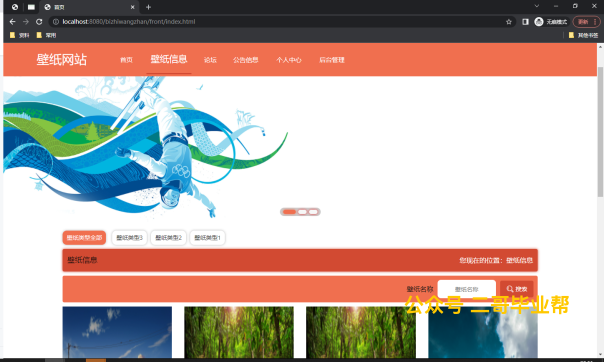 首页
localhost:8080/bizhiwangzhan/front/index.html
无痕模式
更新
资料
常用
其他书签
壁纸网站
首页
壁纸信息
论坛
公告信息
个人中心
后台管理
壁纸类型全部
壁纸类型3
壁纸类型2
壁纸类型1
壁纸信息
您现在的位置：壁纸信息
壁纸名称
壁纸名称
搜索
公众号 二哥毕业帮